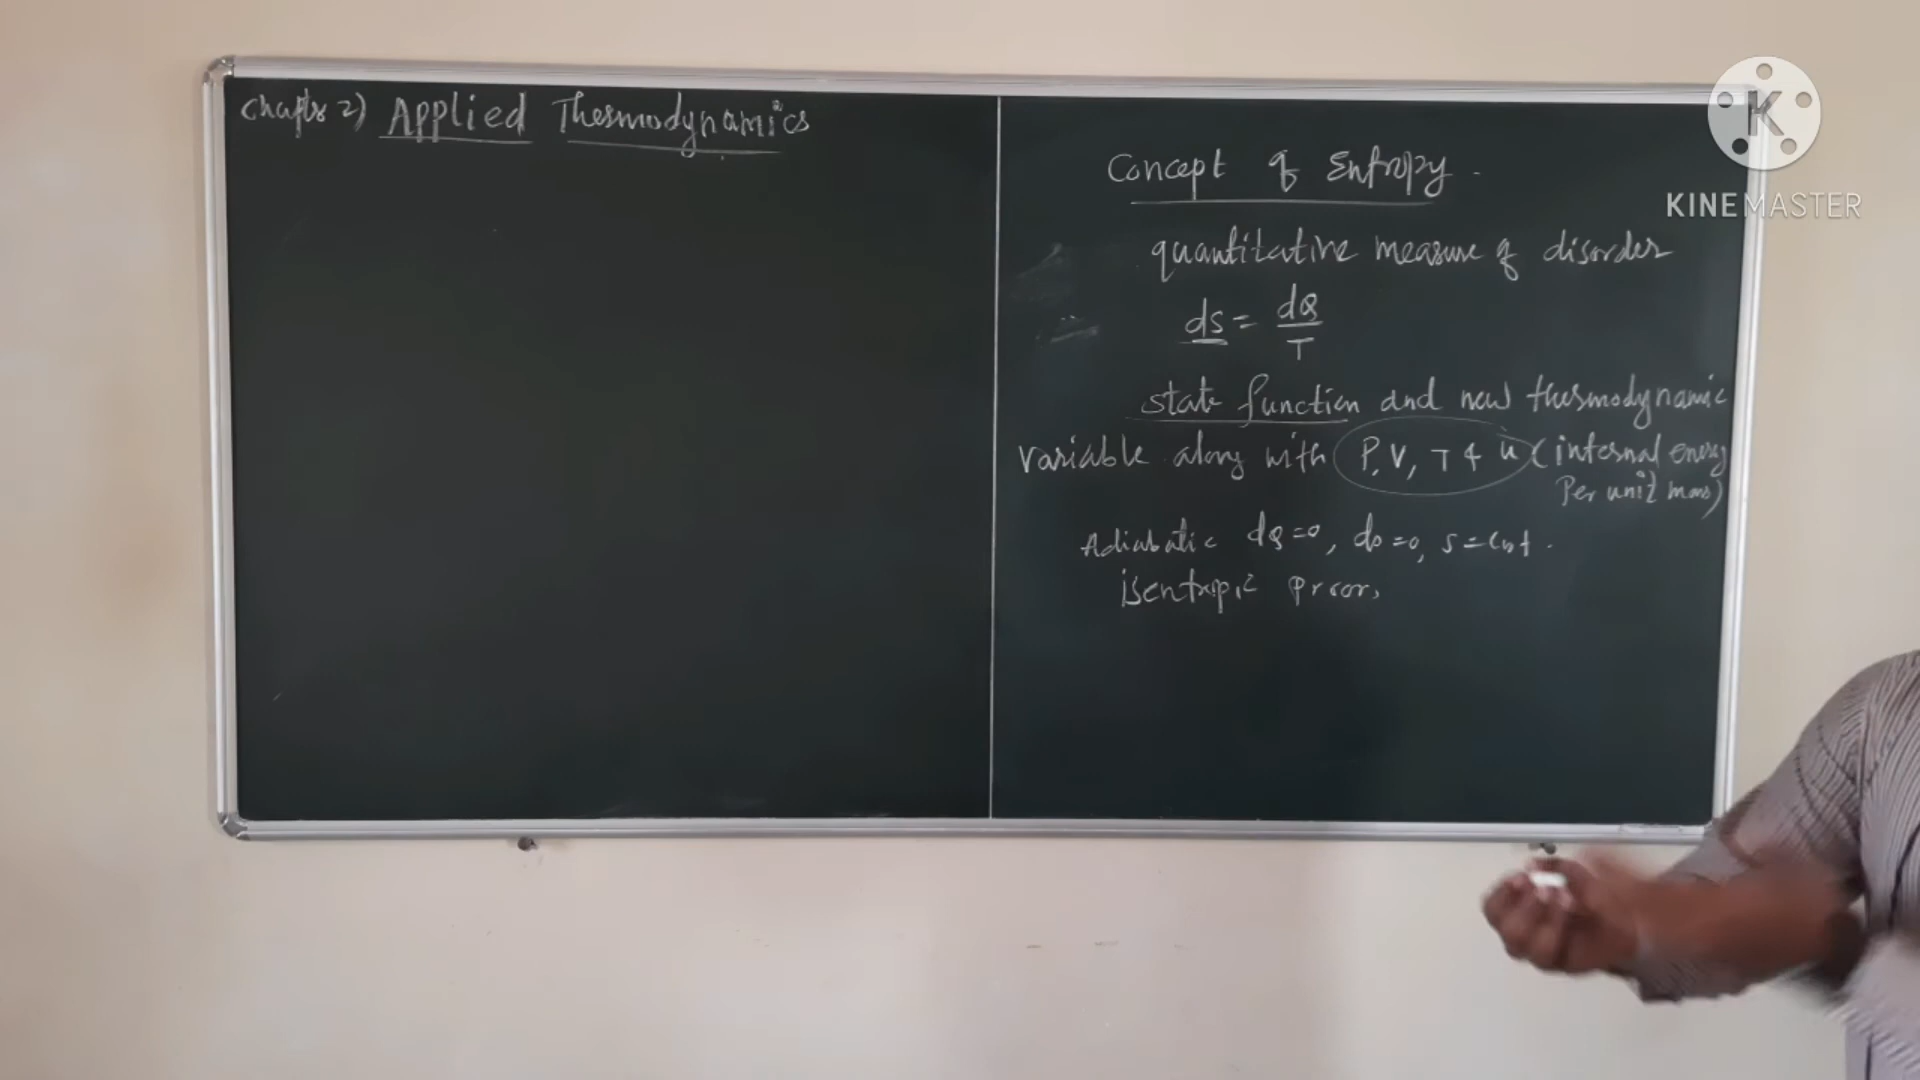 Chapter 2) Applied Thermodynamics
Concept of Entropy.
quantitative measure of disorder
ds = dQ/T
state function and new thermodynamic
variable along with P, V, T & u (internal energy
Per unit mass)
Adiabatic dQ=0, ds=0, s=cnst.
isentropic process
K
KINEMASTER